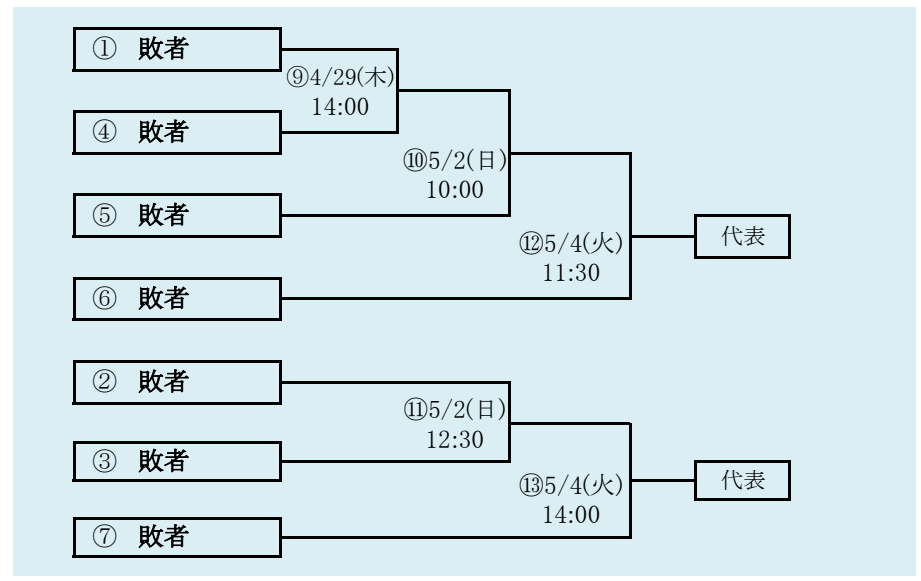 ① 敗者
⑨4/29(木)
14:00
④ 敗者
⑩5/2(日)
10:00
⑤ 敗者
⑫5/4(火)
11:30
代表
⑥ 敗者
② 敗者
⑪5/2(日)
12:30
③ 敗者
⑬5/4(火)
14:00
代表
⑦ 敗者